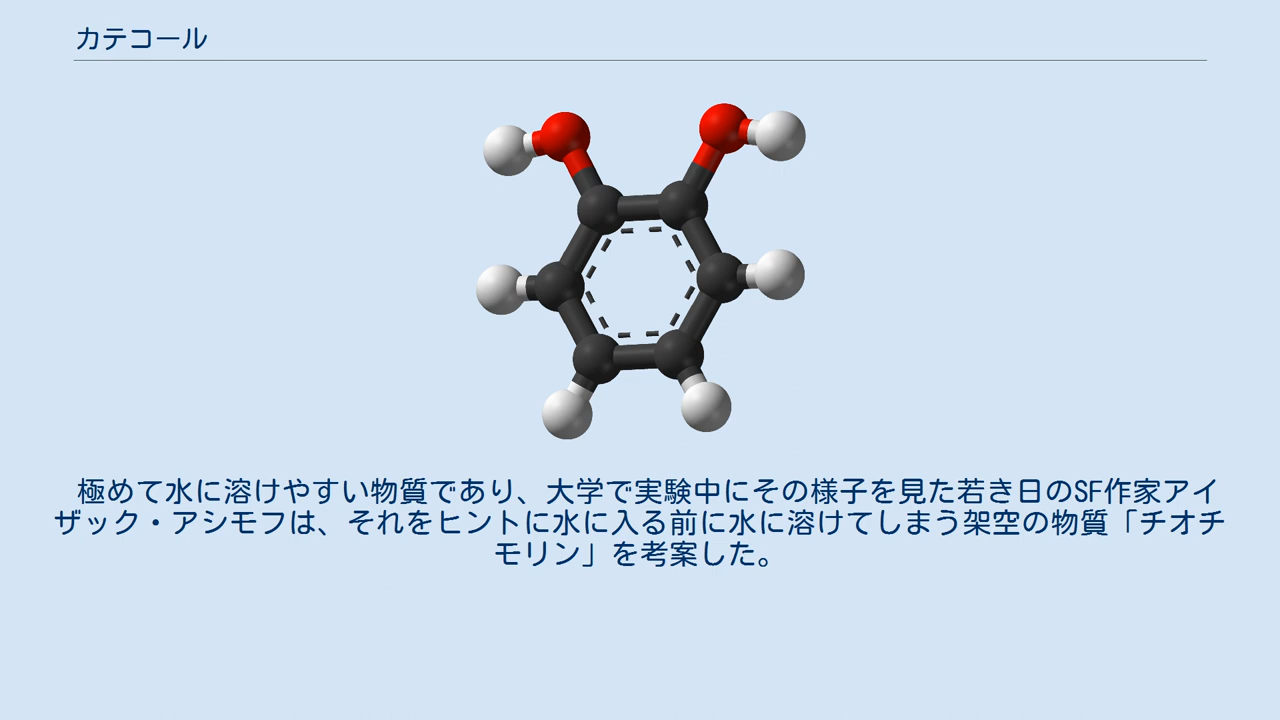 カテコール
極めて水に溶けやすい物質であり、大学で実験中にその様子を見た若き日のSF作家アイ
ザック・アシモフは、それをヒントに水に入る前に水に溶けてしまう架空の物質「チオチ
モリン」を考案した。